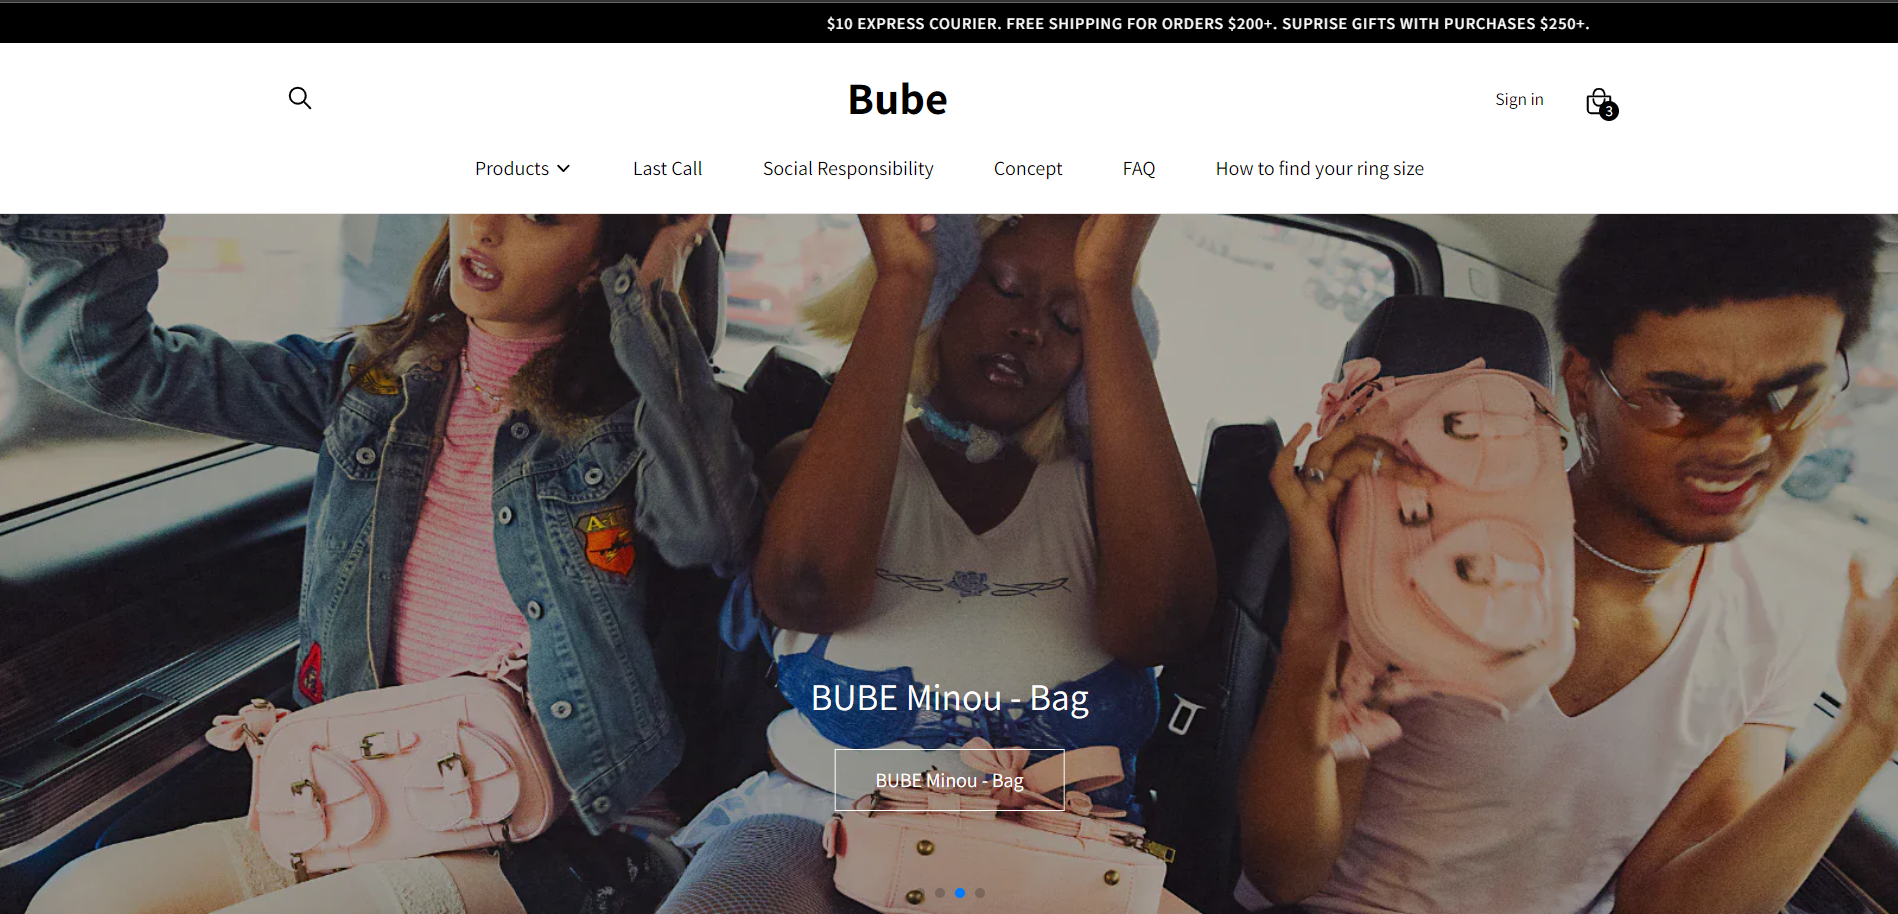 $10 EXPRESS COURIER. FREE SHIPPING FOR ORDERS $200+. SUPRISE GIFTS WITH PURCHASES $250+.
Bube
Sign in
3
Products
Last Call
Social Responsibility
Concept
FAQ
How to find your ring size
BUBE Minou - Bag
BUBE Minou - Bag